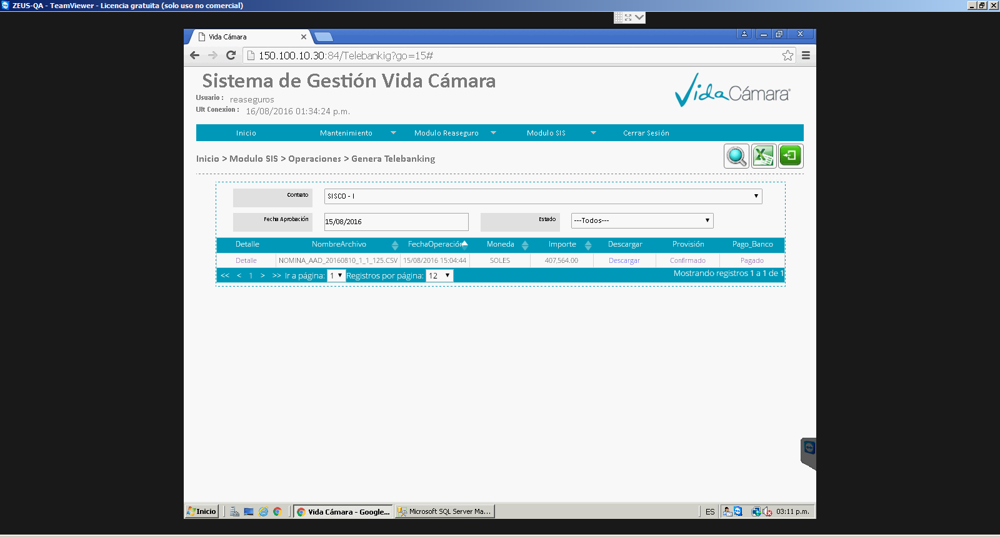 ZEUS-QA - TeamViewer - Licencia gratuita (solo uso no comercial)
Vida Cámara
150.100.10.30:84/Telebankig?go=15#
Sistema de Gestión Vida Cámara
Vida Cámara®
Usuario : reaseguros
Ult Conexion : 16/08/2016 01:34:24 p.m.
Inicio Mantenimiento Modulo Reaseguro Modulo SIS Cerrar Sesión
Inicio > Modulo SIS > Operaciones > Genera Telebanking
Contrato SISCO - I
Fecha Aprobación 15/08/2016 Estado ---Todos---
Detalle NombreArchivo FechaOperación Moneda Importe Descargar Provisión Pago_Banco
Detalle NOMINA_AAD_20160810_1_1_125.CSV 15/08/2016 15:04:44 SOLES 407,564.00 Descargar Confirmado Pagado
<< < 1 > >> Ir a página: 1 Registros por página: 12 Mostrando registros 1 a 1 de 1
Inicio Vida Cámara - Google... Microsoft SQL Server Ma... ES 03:11 p.m.